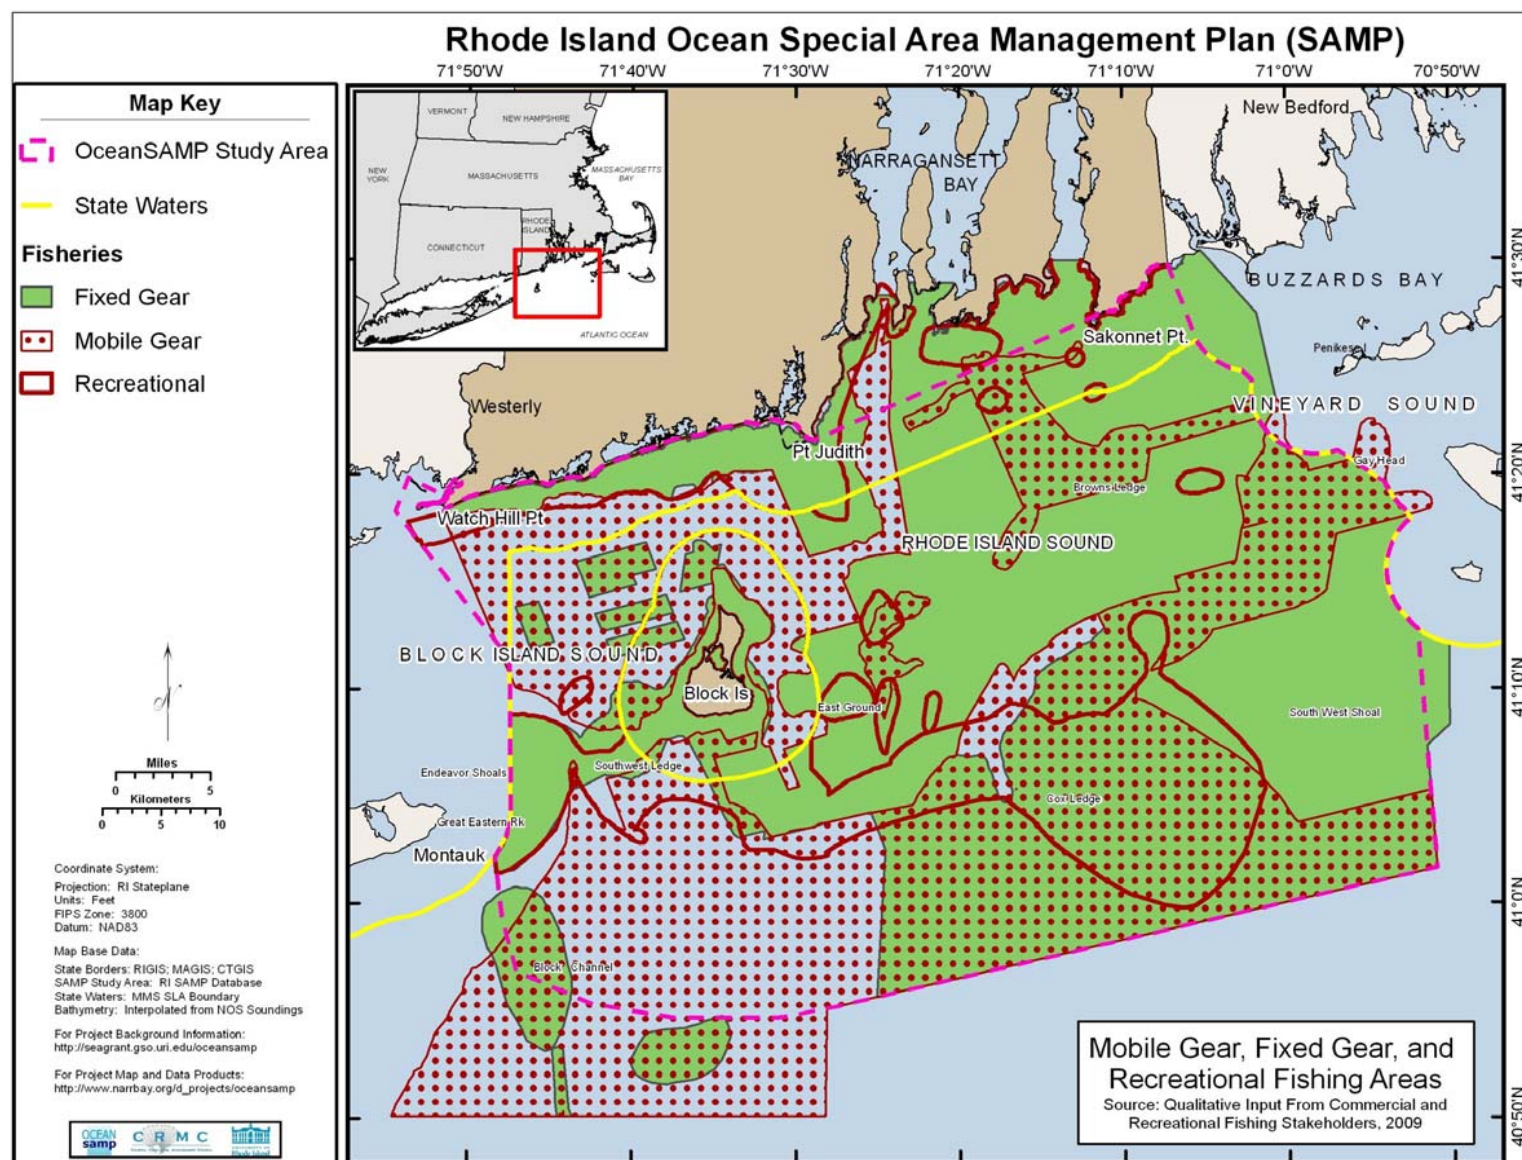 Rhode Island Ocean Special Area Management Plan (SAMP)
71°50'W 71°40'W 71°30'W 71°20'W 71°10'W 71°0'W 70°50'W
Map Key
OceanSAMP Study Area
State Waters
Fisheries
Fixed Gear
Mobile Gear
Recreational
VERMONT
NEW HAMPSHIRE
NEW
YORK
MASSACHUSETTS
MASSACHUSETTS
BAY
RHODE
ISLAND
CONNECTICUT
ATLANTIC OCEAN
New Bedford
NARRAGANSETT
BAY
BUZZARDS BAY
Penikese I
Sakonnet Pt.
VINEYARD SOUND
Westerly
Pt Judith
Gay Head
Browns Ledge
Watch Hill Pt
RHODE ISLAND SOUND
BLOCK ISLAND SOUND
Block Is
East Ground
South West Shoal
Southwest Ledge
Endeavor Shoals
Cox Ledge
Great Eastern Rk
Montauk
Block Channel
41°30'N
41°20'N
41°10'N
41°0'N
40°50'N
N
Miles
0 5
Kilometers
0 5 10
Coordinate System:
Projection: RI Stateplane
Units: Feet
FIPS Zone: 3800
Datum: NAD83
Map Base Data:
State Borders: RIGIS; MAGIS; CTGIS
SAMP Study Area: RI SAMP Database
State Waters: MMS SLA Boundary
Bathymetry: Interpolated from NOS Soundings
For Project Background Information:
http://seagrant.gso.uri.edu/oceansamp
For Project Map and Data Products:
http://www.narrbay.org/d_projects/oceansamp
OCEAN
samp
CRMC
Mobile Gear, Fixed Gear, and
Recreational Fishing Areas
Source: Qualitative Input From Commercial and
Recreational Fishing Stakeholders, 2009